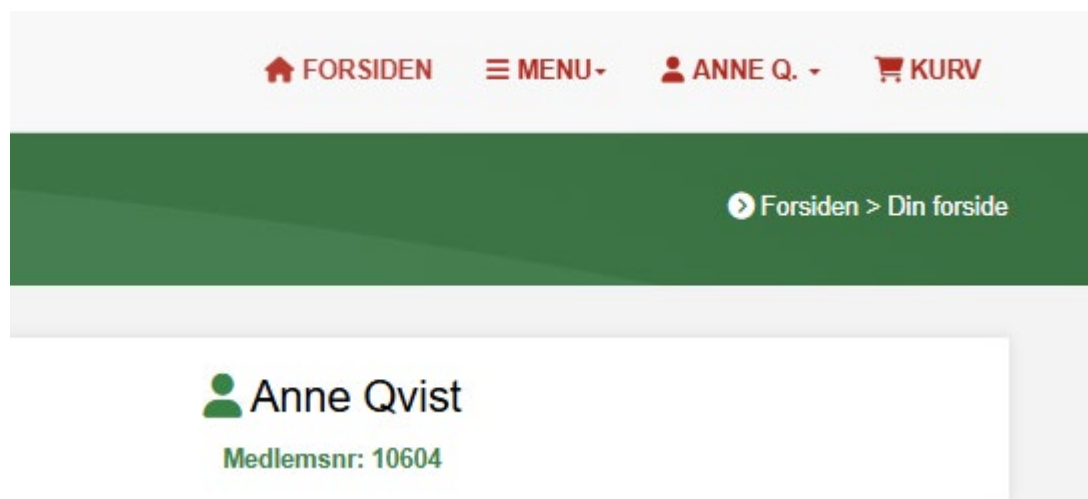 FORSIDEN MENU ANNE Q. KURV
Forsiden > Din forside
Anne Qvist
Medlemsnr: 10604